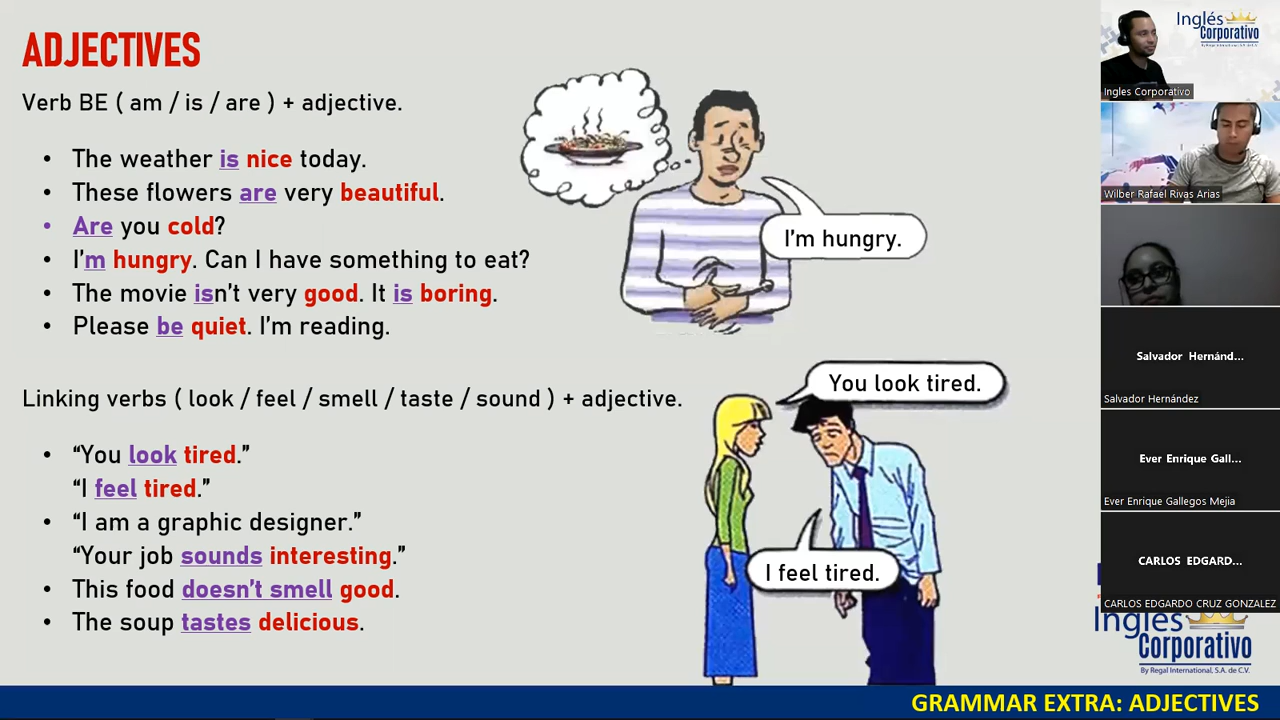 ADJECTIVES
Verb BE ( am / is / are ) + adjective.
• The weather is nice today.
• These flowers are very beautiful.
• Are you cold?
• I'm hungry. Can I have something to eat?
• The movie isn't very good. It is boring.
• Please be quiet. I'm reading.
I'm hungry.
Linking verbs ( look / feel / smell / taste / sound ) + adjective.
• “You look tired.”
“I feel tired.”
• “I am a graphic designer.”
“Your job sounds interesting.”
• This food doesn't smell good.
• The soup tastes delicious.
You look tired.
I feel tired.
Inglés
Corporativo
By Regal International, S.A. de C.V.
Ingles Corporativo
Wilber Rafael Rivas Arias
Salvador Hernánd...
Salvador Hernández
Ever Enrique Gall...
Ever Enrique Gallegos Mejia
CARLOS EDGARD...
CARLOS EDGARDO CRUZ GONZALEZ
Inglés
Corporativo
By Regal International, S.A. de C.V.
GRAMMAR EXTRA: ADJECTIVES